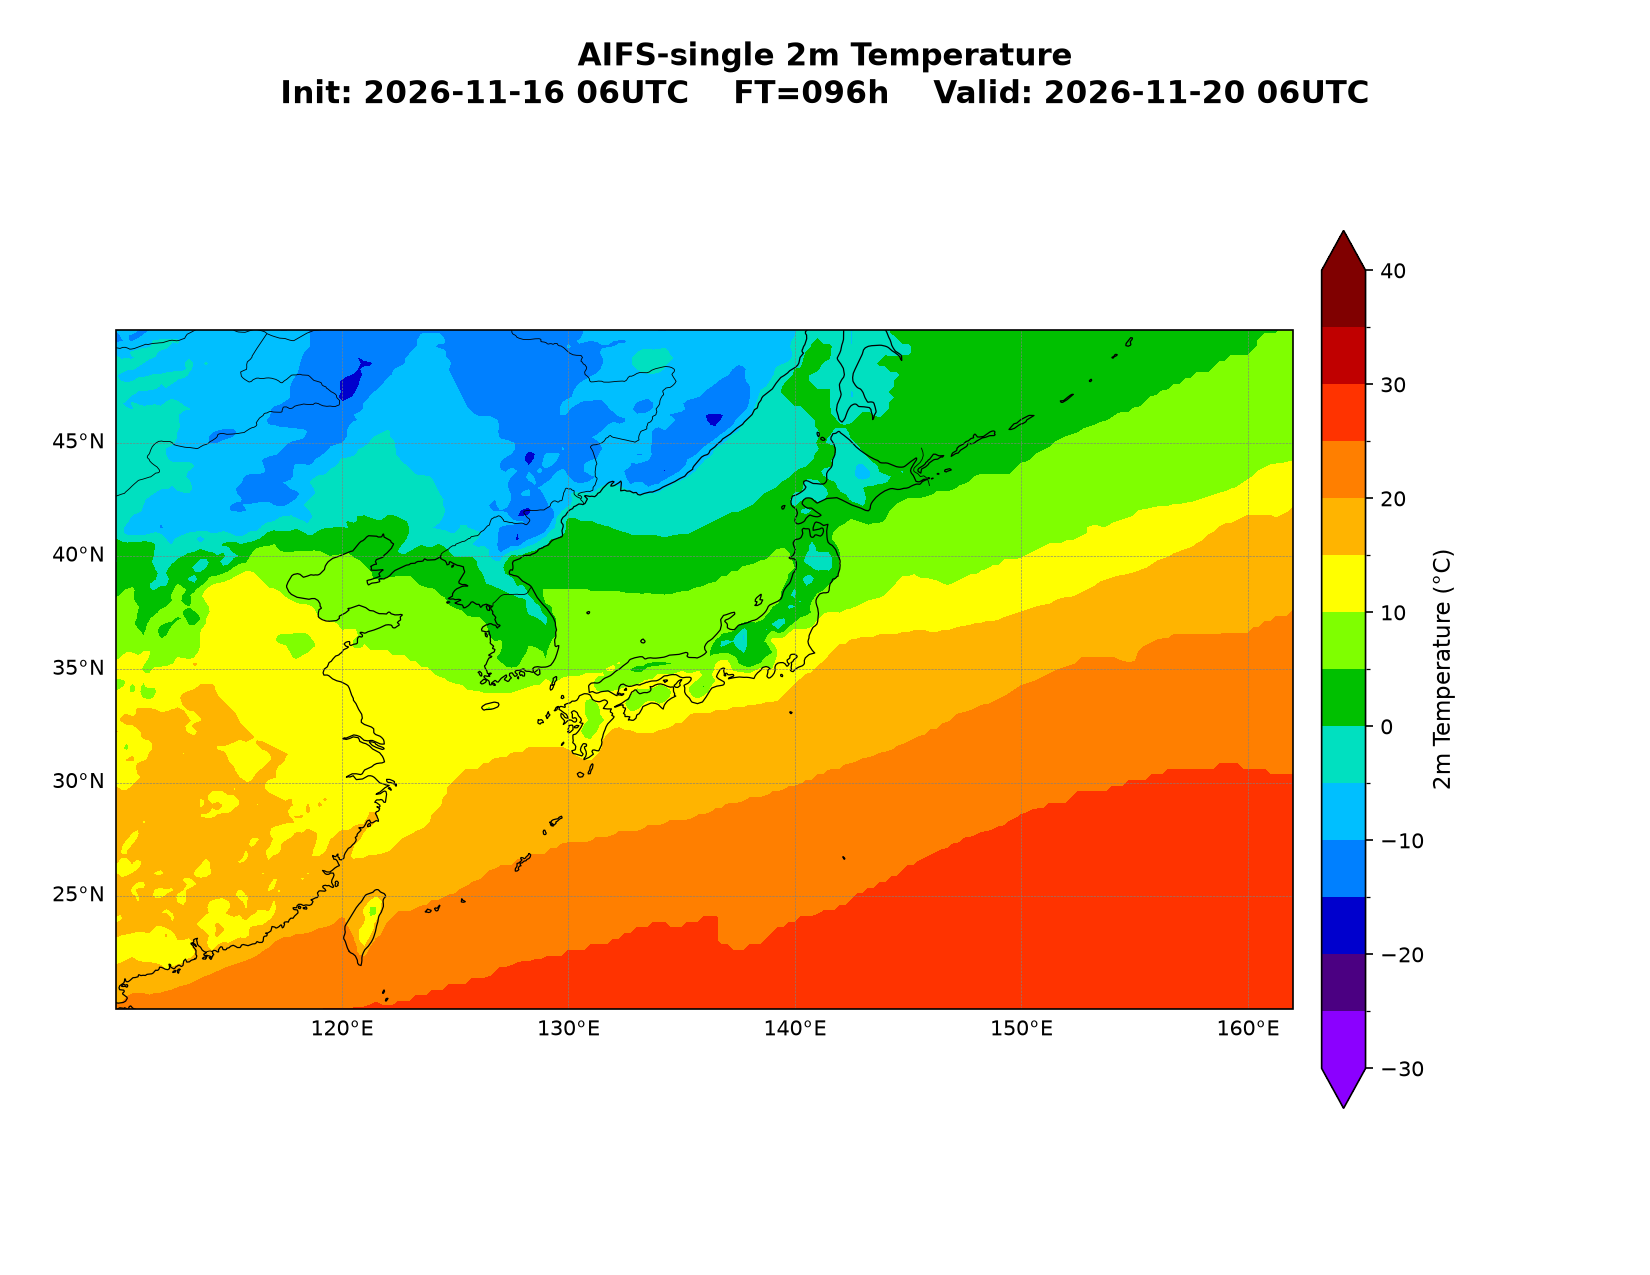 AIFS-single 2m Temperature
Init: 2026-11-16 06UTC    FT=096h    Valid: 2026-11-20 06UTC
40
30
20
10
0
−10
−20
−30
2m Temperature (°C)
45°N
40°N
35°N
30°N
25°N
120°E
130°E
140°E
150°E
160°E